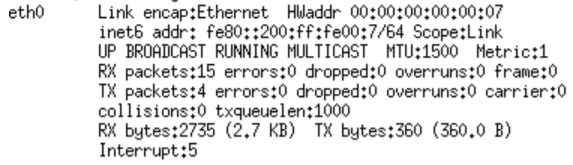 eth0 Link encap:Ethernet HWaddr 00:00:00:00:00:07
inet6 addr: fe80::200:ff:fe00:7/64 Scope:Link
UP BROADCAST RUNNING MULTICAST MTU:1500 Metric:1
RX packets:15 errors:0 dropped:0 overruns:0 frame:0
TX packets:4 errors:0 dropped:0 overruns:0 carrier:0
collisions:0 txqueuelen:1000
RX bytes:2735 (2.7 KB) TX bytes:360 (360.0 B)
Interrupt:5